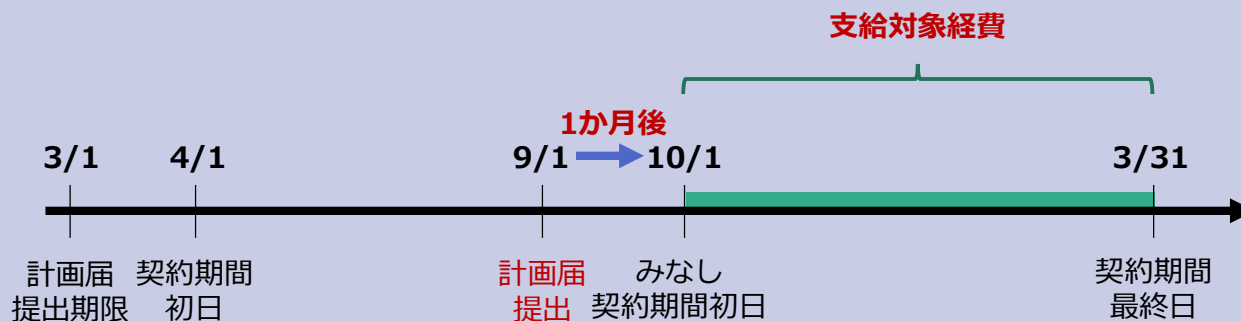 支給対象経費
1か月後
3/1 4/1 9/1 10/1 3/31
計画届 契約期間 計画届 みなし 契約期間
提出期限 初日 提出 契約期間初日 最終日